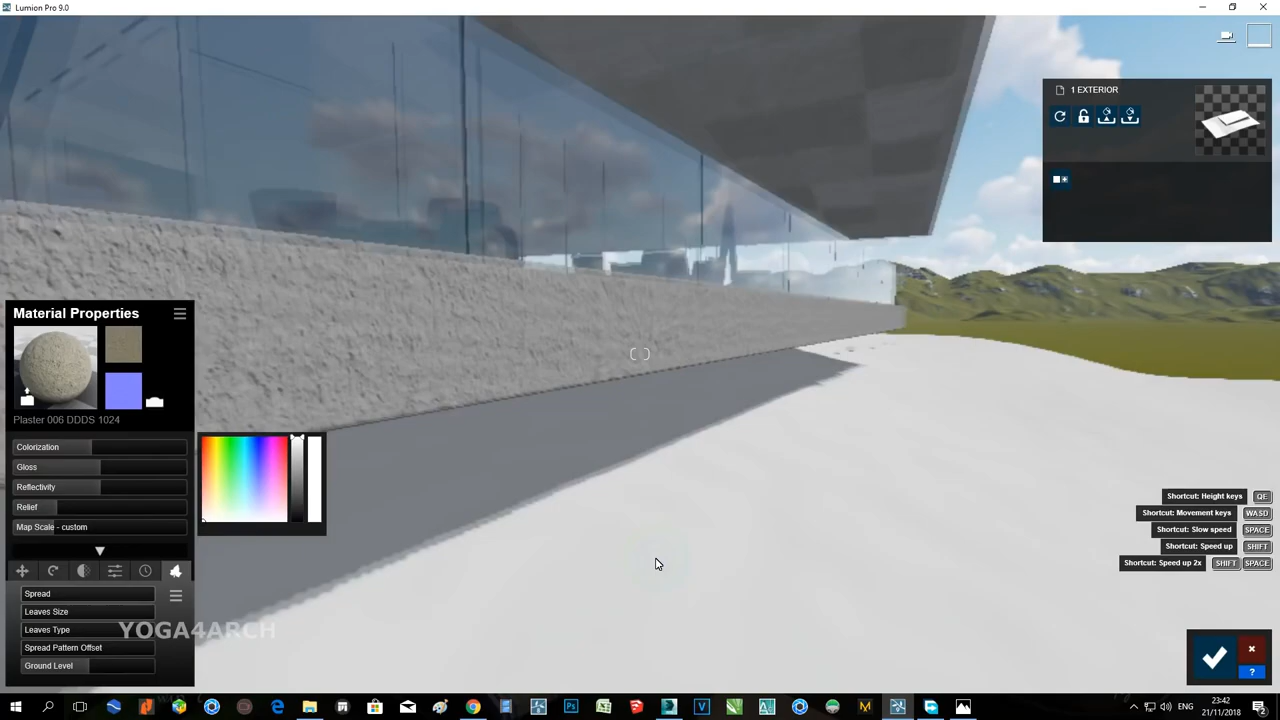 Lumion Pro 9.0
1 EXTERIOR
Material Properties
Plaster 006 DDDS 1024
Colorization
Gloss
Reflectivity
Relief
Map Scale - custom
Spread
Leaves Size
Leaves Type
Spread Pattern Offset
Ground Level
YOGA4ARCH
Shortcut: Height keys QE
Shortcut: Movement keys WASD
Shortcut: Slow speed SPACE
Shortcut: Speed up SHIFT
Shortcut: Speed up 2x SHIFT SPACE
?
ENG
23:42
21/11/2018